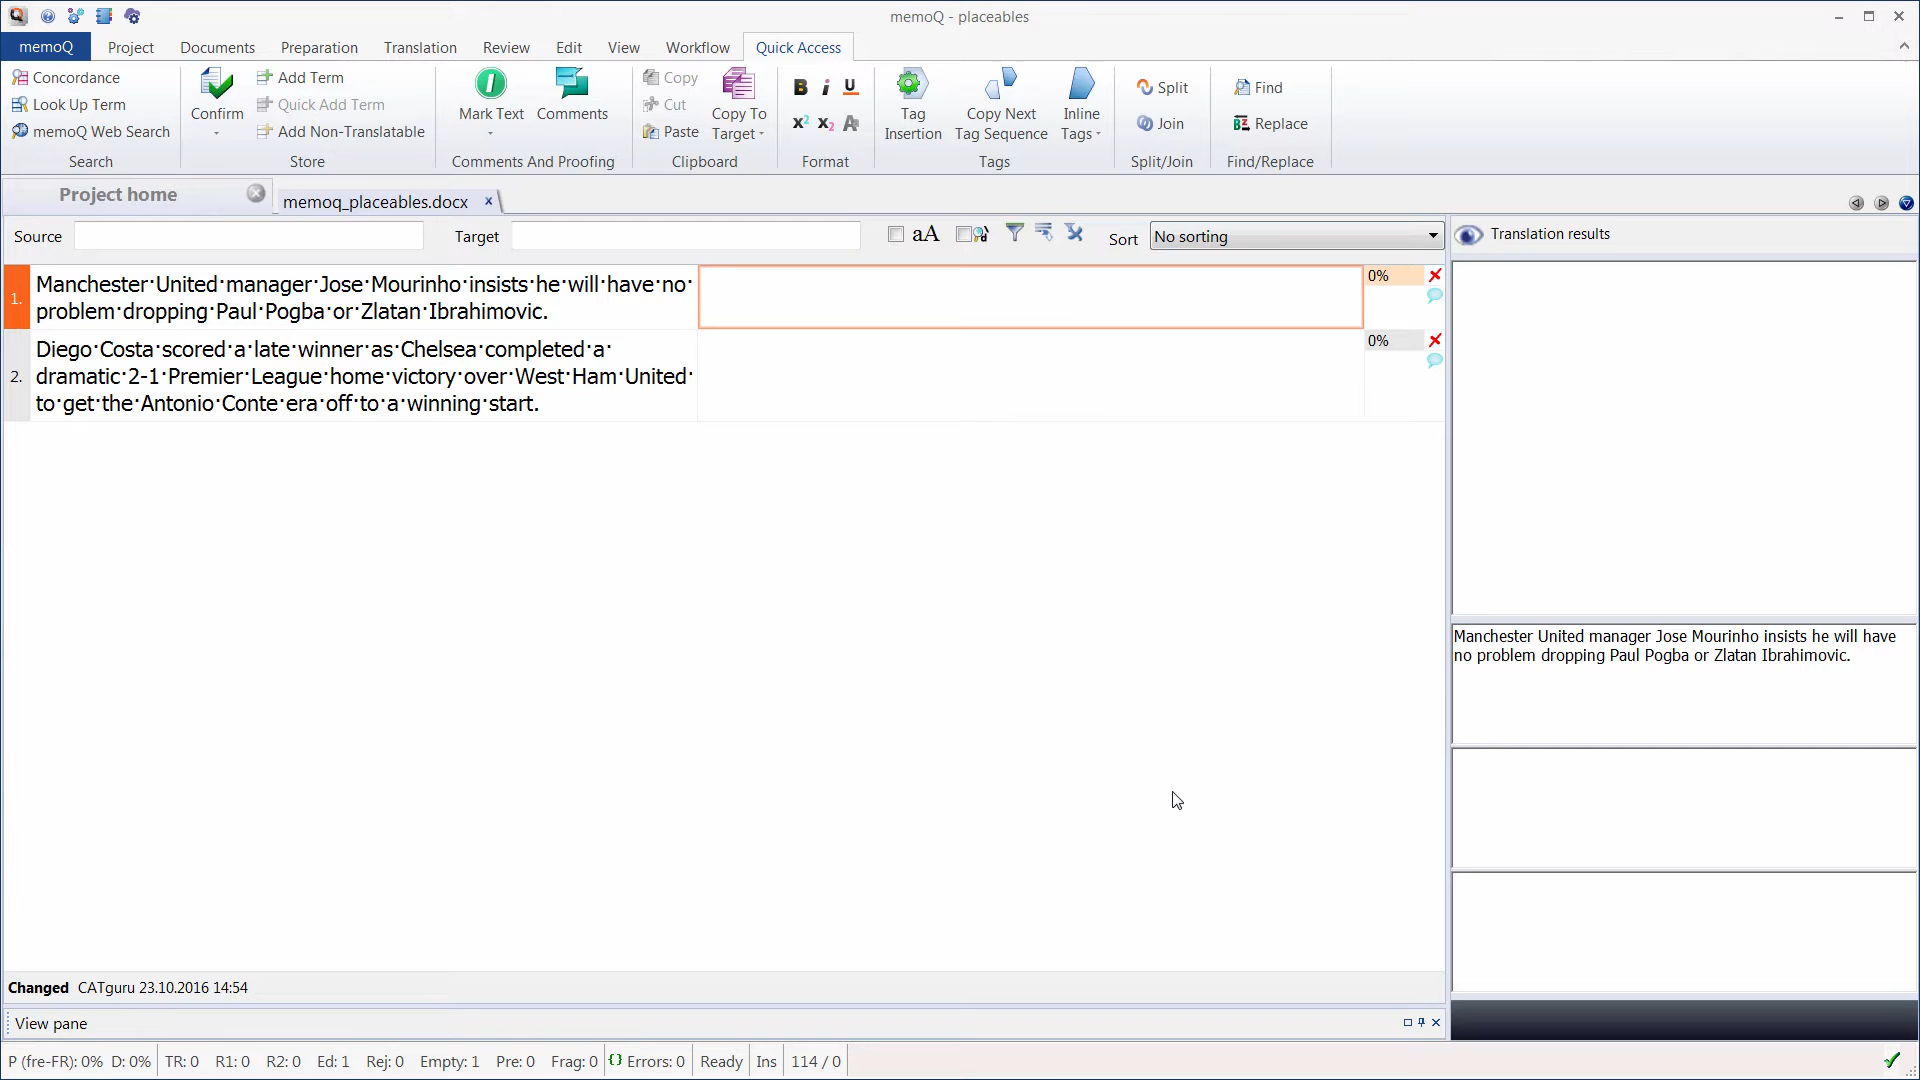 memoQ - placeables
memoQ Project Documents Preparation Translation Review Edit View Workflow Quick Access
Concordance
Look Up Term
memoQ Web Search
Search
Confirm
Add Term
Quick Add Term
Add Non-Translatable
Store
Mark Text
Comments
Comments And Proofing
Copy
Cut
Paste
Copy To
Target
Clipboard
B i U
X² X₂ A
Format
Tag
Insertion
Copy Next
Tag Sequence
Inline
Tags
Tags
Split
Join
Split/Join
Find
Replace
Find/Replace
Project home memoq_placeables.docx
Source Target aA Sort No sorting
Translation results
1. Manchester·United·manager·Jose·Mourinho·insists·he·will·have·no·
problem·dropping·Paul·Pogba·or·Zlatan·Ibrahimovic.
0%
2. Diego·Costa·scored·a·late·winner·as·Chelsea·completed·a·
dramatic·2-1·Premier·League·home·victory·over·West·Ham·United·
to·get·the·Antonio·Conte·era·off·to·a·winning·start.
0%
Manchester United manager Jose Mourinho insists he will have
no problem dropping Paul Pogba or Zlatan Ibrahimovic.
Changed CATguru 23.10.2016 14:54
View pane
P (fre-FR): 0% D: 0% TR: 0 R1: 0 R2: 0 Ed: 1 Rej: 0 Empty: 1 Pre: 0 Frag: 0 Errors: 0 Ready Ins 114 / 0